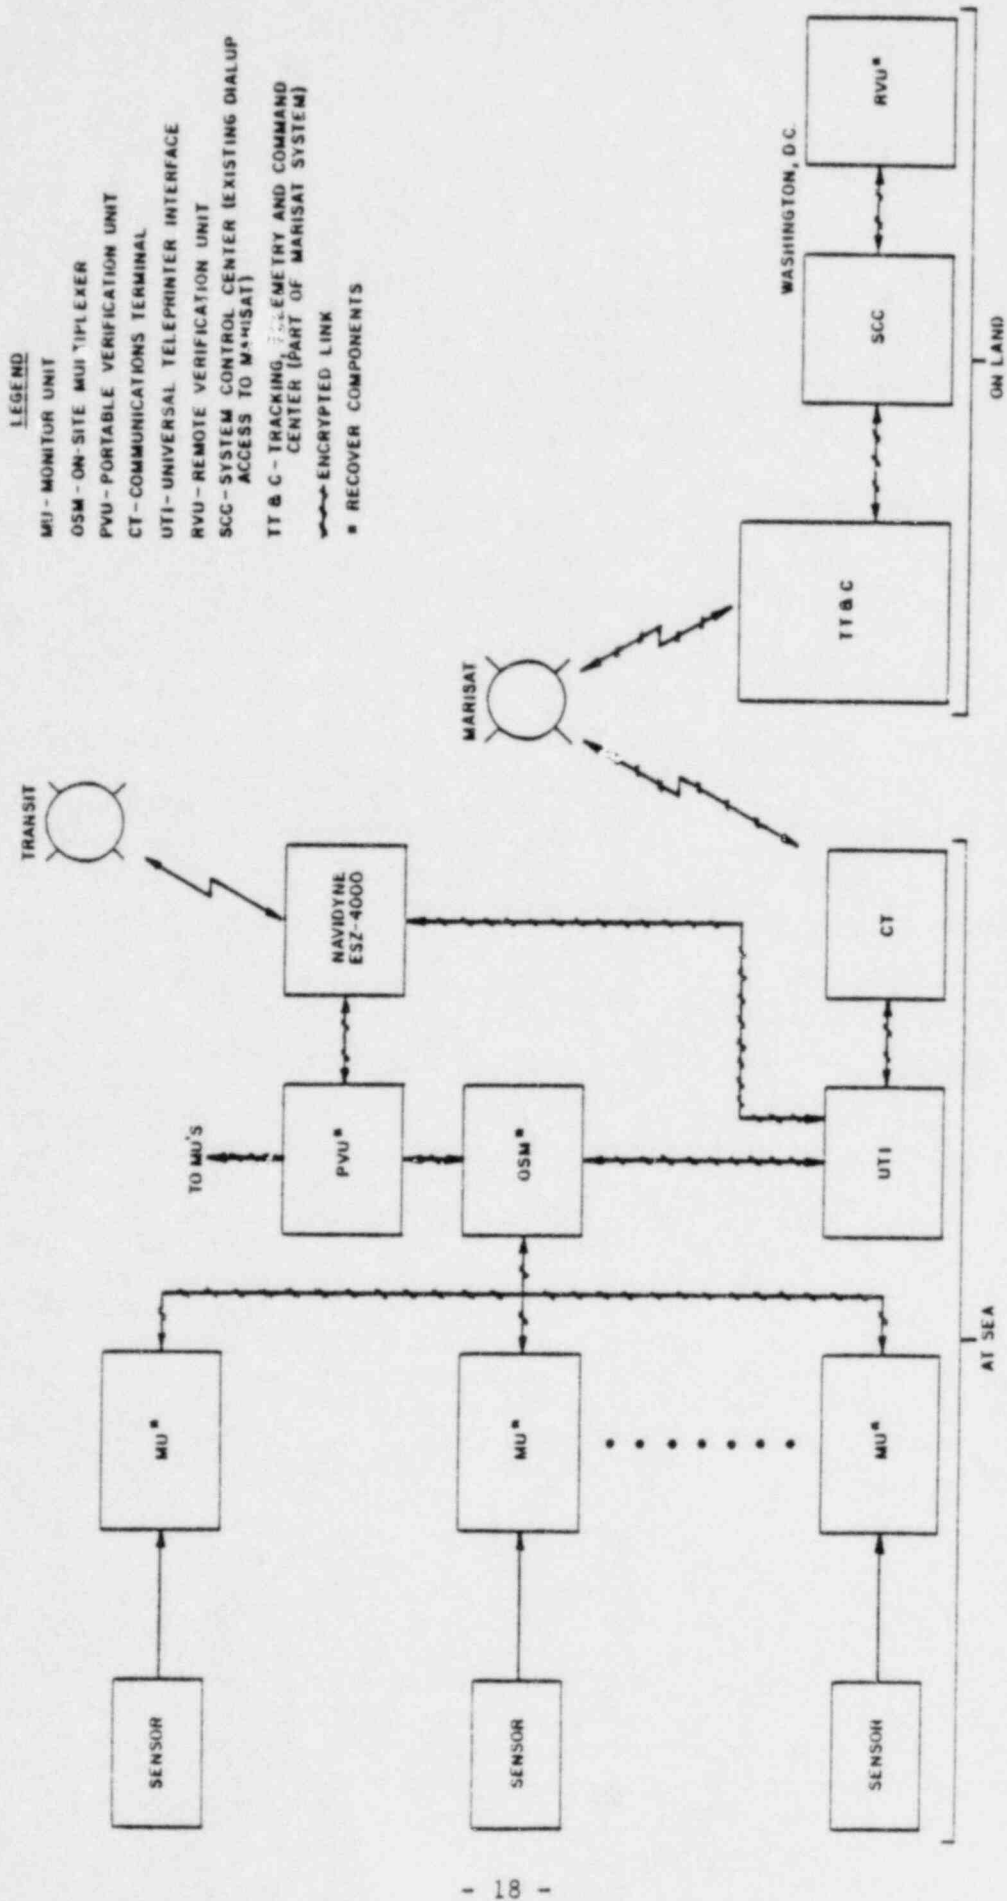 LEGEND
MU - MONITOR UNIT
OSM - ON-SITE MULTIPLEXER
PVU - PORTABLE VERIFICATION UNIT
CT - COMMUNICATIONS TERMINAL
UTI - UNIVERSAL TELEPRINTER INTERFACE
RVU - REMOTE VERIFICATION UNIT
SCC - SYSTEM CONTROL CENTER (EXISTING DIALUP
ACCESS TO MARISAT)
TT & C - TRACKING, TELEMETRY AND COMMAND
CENTER (PART OF MARISAT SYSTEM)
ENCRYPTED LINK
* RECOVER COMPONENTS
TRANSIT
NAVIDYNE
ESZ-4000
TO MU'S
PVU*
OSM*
MU*
SENSOR
MU*
SENSOR
MU*
SENSOR
UTI
CT
AT SEA
MARISAT
TT & C
SCC
WASHINGTON, D.C.
RVU*
ON LAND
- 18 -